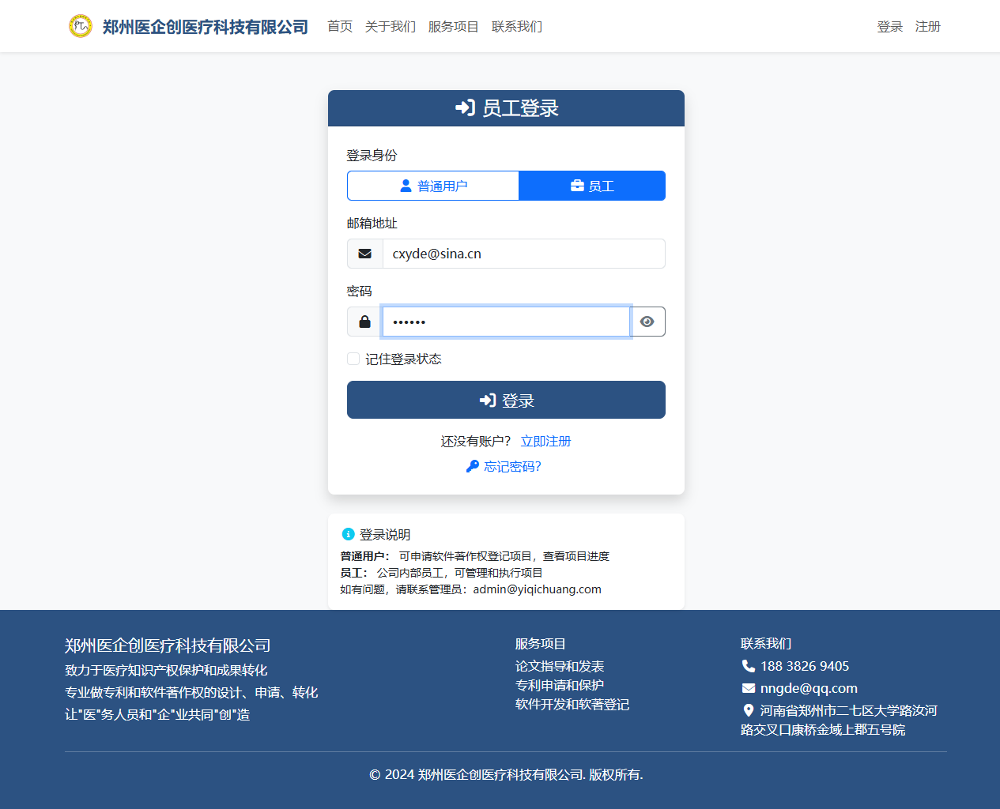 郑州医企创医疗科技有限公司 首页 关于我们 服务项目 联系我们 登录 注册
员工登录
登录身份
普通用户 员工
邮箱地址
cxyde@sina.cn
密码
••••••
记住登录状态
登录
还没有账户？ 立即注册
忘记密码？
登录说明
普通用户： 可申请软件著作权登记项目，查看项目进度
员工： 公司内部员工，可管理和执行项目
如有问题，请联系管理员：admin@yiqichuang.com
郑州医企创医疗科技有限公司
致力于医疗知识产权保护和成果转化
专业做专利和软件著作权的设计、申请、转化
让"医"务人员和"企"业共同"创"造
服务项目
论文指导和发表
专利申请和保护
软件开发和软著登记
联系我们
188 3826 9405
nngde@qq.com
河南省郑州市二七区大学路汝河
路交叉口康桥金域上郡五号院
© 2024 郑州医企创医疗科技有限公司. 版权所有.